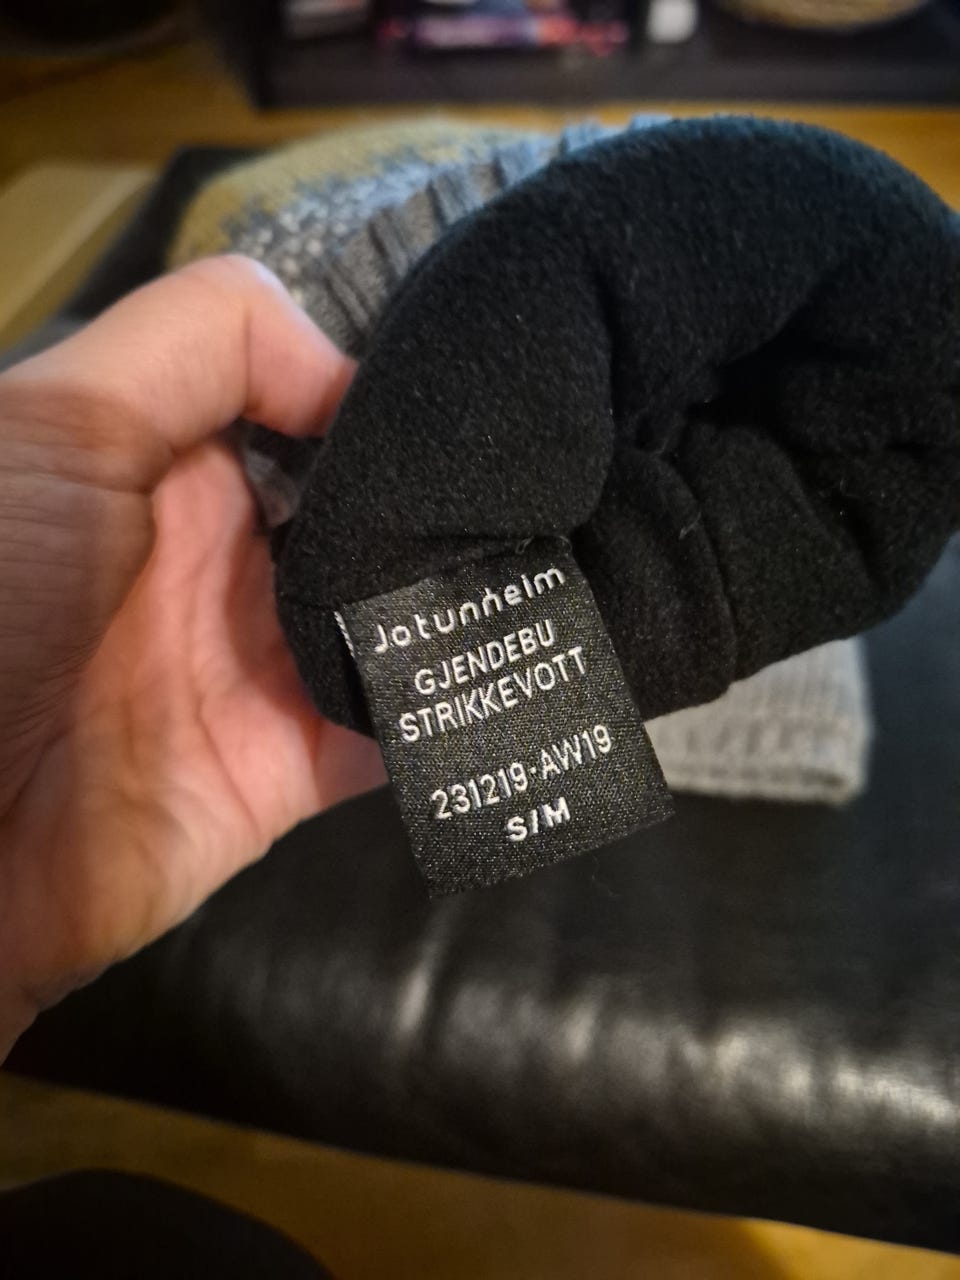 Jotunheim
GJENDEBU
STRIKKEVOTT
231219-AW19
S/M